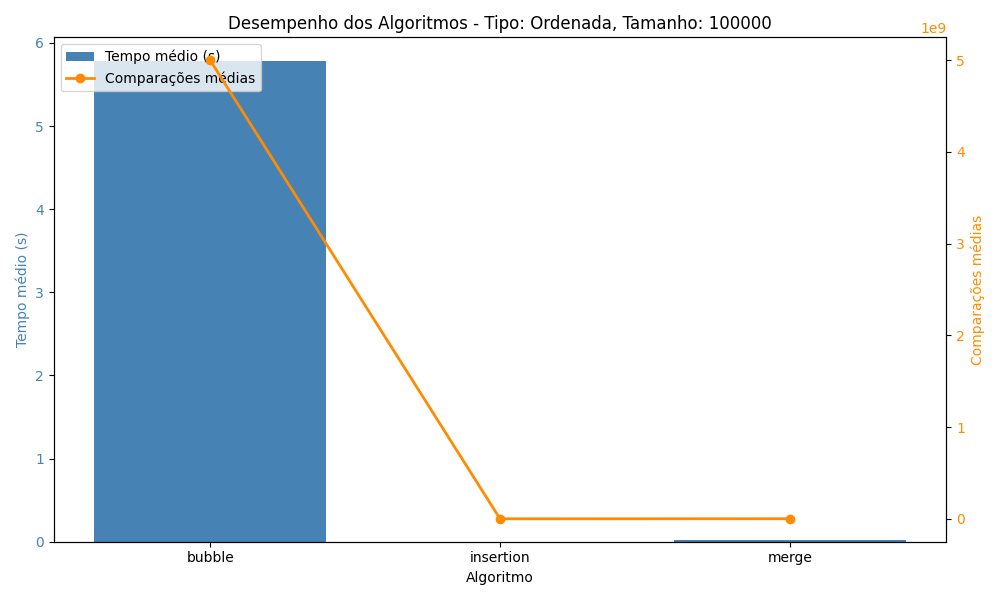 Desempenho dos Algoritmos - Tipo: Ordenada, Tamanho: 100000
1e9
Tempo médio (s)
Comparações médias
6
5
4
3
2
1
0
Tempo médio (s)
5
4
3
2
1
0
Comparações médias
bubble
insertion
merge
Algoritmo